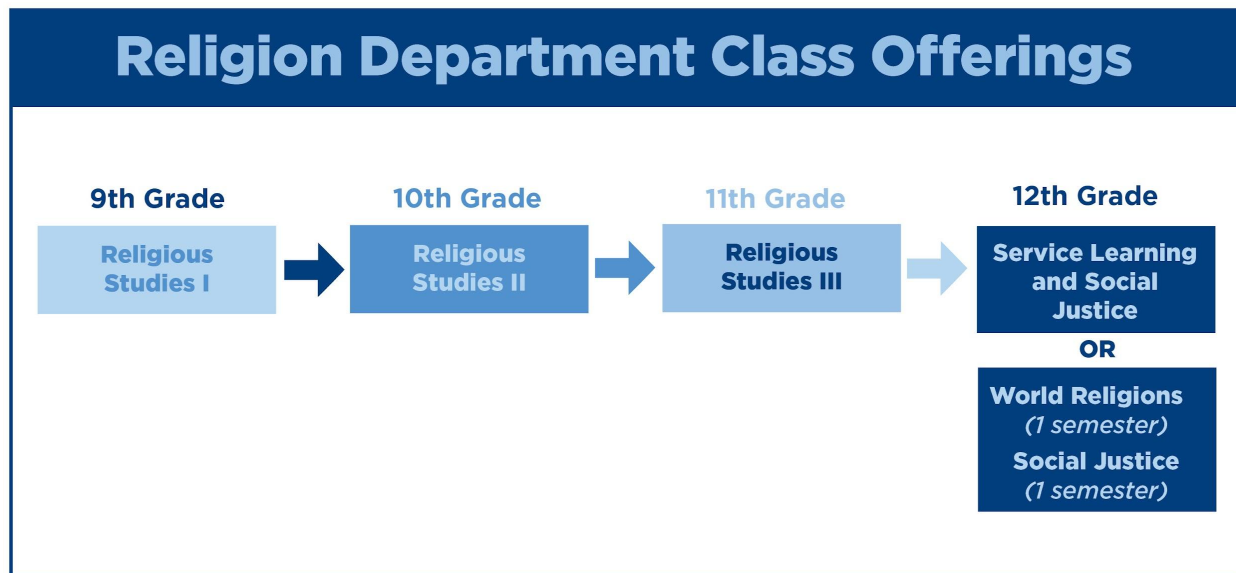 Religion Department Class Offerings
9th Grade
Religious
Studies I
10th Grade
Religious
Studies II
11th Grade
Religious
Studies III
12th Grade
Service Learning
and Social
Justice
OR
World Religions
(1 semester)
Social Justice
(1 semester)